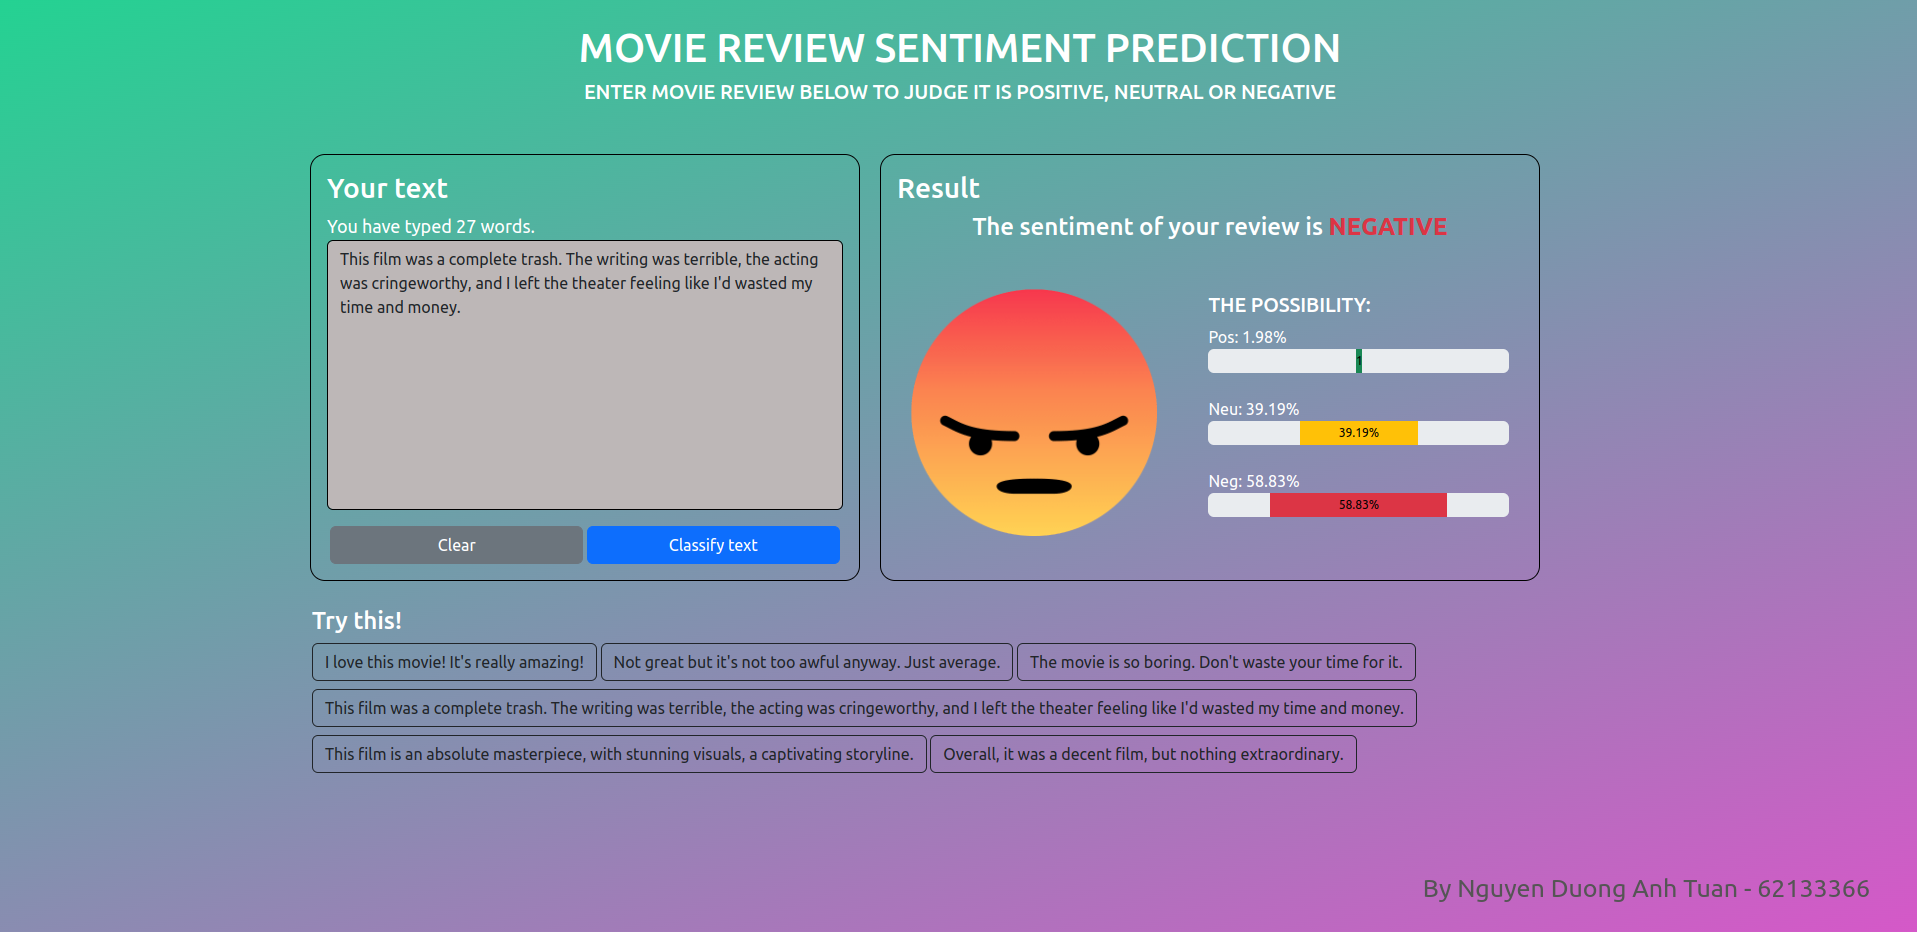 MOVIE REVIEW SENTIMENT PREDICTION
ENTER MOVIE REVIEW BELOW TO JUDGE IT IS POSITIVE, NEUTRAL OR NEGATIVE
Your text
You have typed 27 words.
This film was a complete trash. The writing was terrible, the acting
was cringeworthy, and I left the theater feeling like I'd wasted my
time and money.
Clear
Classify text
Result
The sentiment of your review is NEGATIVE
THE POSSIBILITY:
Pos: 1.98%
1
Neu: 39.19%
39.19%
Neg: 58.83%
58.83%
Try this!
I love this movie! It's really amazing!
Not great but it's not too awful anyway. Just average.
The movie is so boring. Don't waste your time for it.
This film was a complete trash. The writing was terrible, the acting was cringeworthy, and I left the theater feeling like I'd wasted my time and money.
This film is an absolute masterpiece, with stunning visuals, a captivating storyline.
Overall, it was a decent film, but nothing extraordinary.
By Nguyen Duong Anh Tuan - 62133366